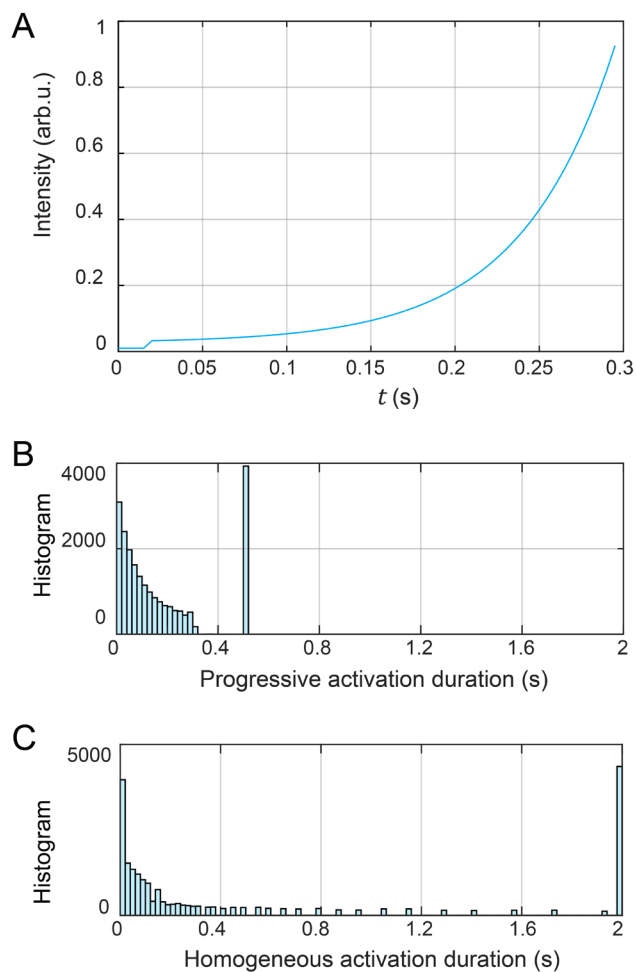 A
Intensity (arb.u.)
1
0.8
0.6
0.4
0.2
0
0 0.05 0.1 0.15 0.2 0.25 0.3
t (s)
B
Histogram
4000
2000
0
0 0.4 0.8 1.2 1.6 2
Progressive activation duration (s)
C
Histogram
5000
0
0 0.4 0.8 1.2 1.6 2
Homogeneous activation duration (s)